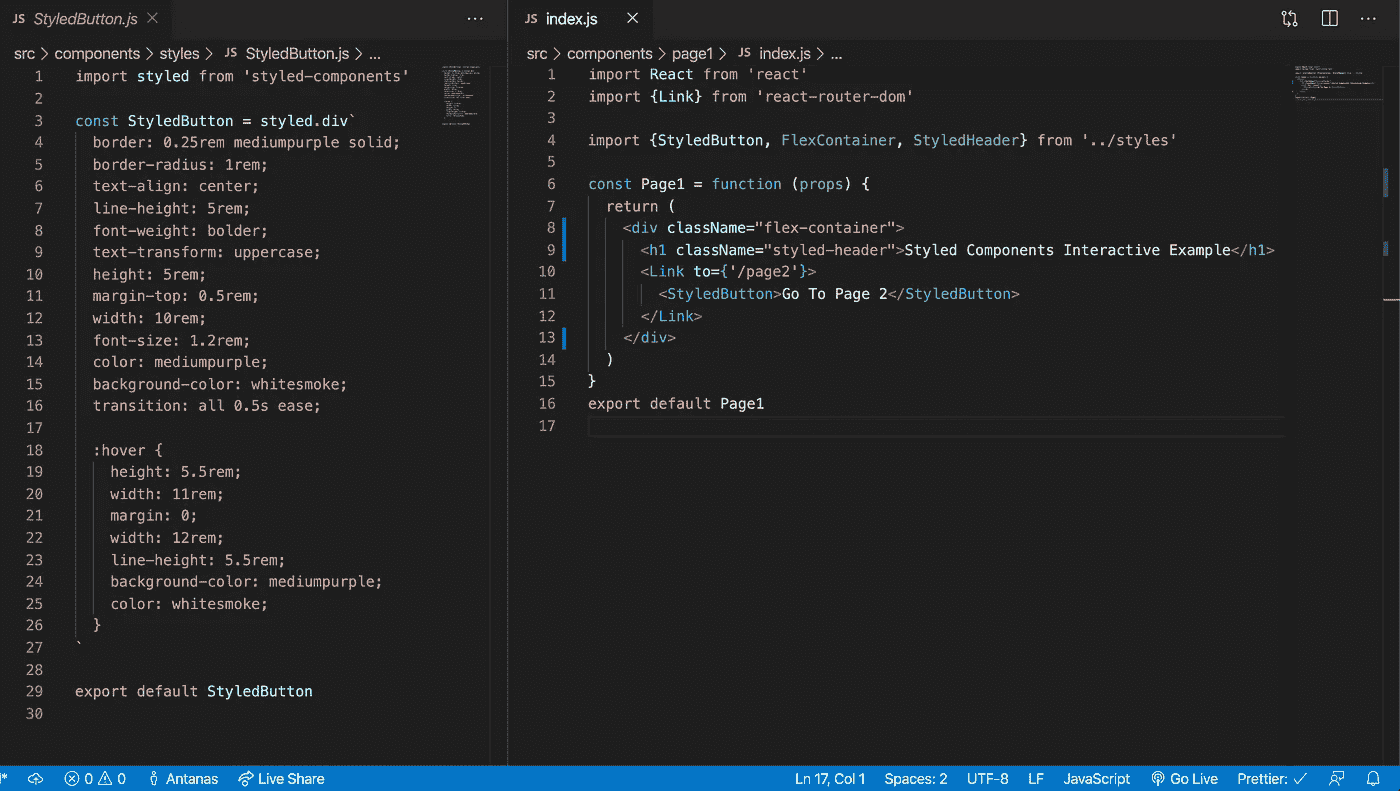 JS StyledButton.js
src > components > styles > JS StyledButton.js > ...
1 import styled from 'styled-components'
2
3 const StyledButton = styled.div`
4 border: 0.25rem mediumpurple solid;
5 border-radius: 1rem;
6 text-align: center;
7 line-height: 5rem;
8 font-weight: bolder;
9 text-transform: uppercase;
10 height: 5rem;
11 margin-top: 0.5rem;
12 width: 10rem;
13 font-size: 1.2rem;
14 color: mediumpurple;
15 background-color: whitesmoke;
16 transition: all 0.5s ease;
17
18 :hover {
19 height: 5.5rem;
20 width: 11rem;
21 margin: 0;
22 width: 12rem;
23 line-height: 5.5rem;
24 background-color: mediumpurple;
25 color: whitesmoke;
26 }
27 `
28
29 export default StyledButton
30
JS index.js
src > components > page1 > JS index.js > ...
1 import React from 'react'
2 import {Link} from 'react-router-dom'
3
4 import {StyledButton, FlexContainer, StyledHeader} from '../styles'
5
6 const Page1 = function (props) {
7 return (
8 <div className="flex-container">
9 <h1 className="styled-header">Styled Components Interactive Example</h1>
10 <Link to={'/page2'}>
11 <StyledButton>Go To Page 2</StyledButton>
12 </Link>
13 </div>
14 )
15 }
16 export default Page1
17
* 0 0 Antanas Live Share Ln 17, Col 1 Spaces: 2 UTF-8 LF JavaScript Go Live Prettier: ✓